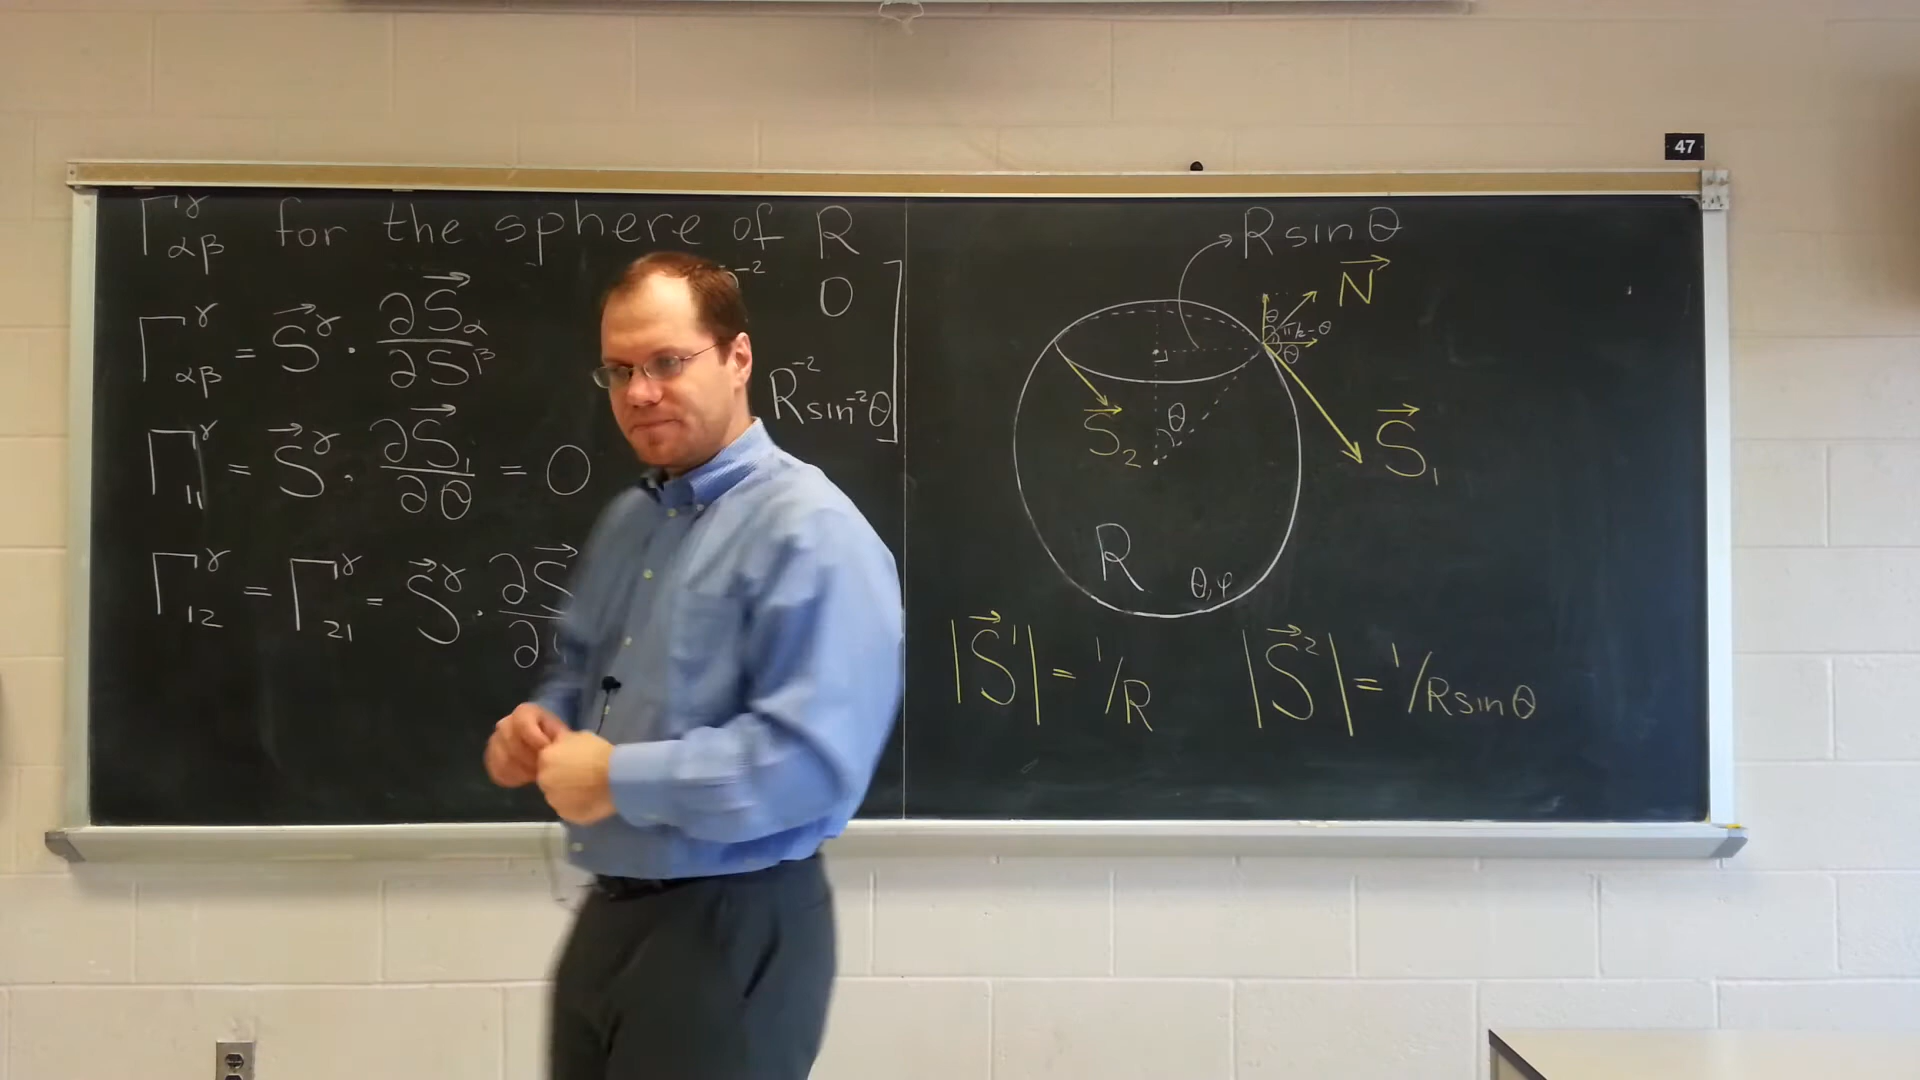 Γ^γ_αβ for the sphere of R
Γ^γ_αβ = S⃗^γ · ∂S⃗_α/∂S^β
Γ^γ_11 = S⃗^γ · ∂S⃗_1/∂θ = 0
Γ^γ_12 = Γ^γ_21 = S⃗^γ · ∂S⃗
-2
0
R^-2 sin^-2 θ
R sin θ
N⃗
θ
π/2-θ
θ
S⃗_2
θ
S⃗_1
R
θ,φ
|S⃗^1| = 1/R
|S⃗^2| = 1/R sin θ
47